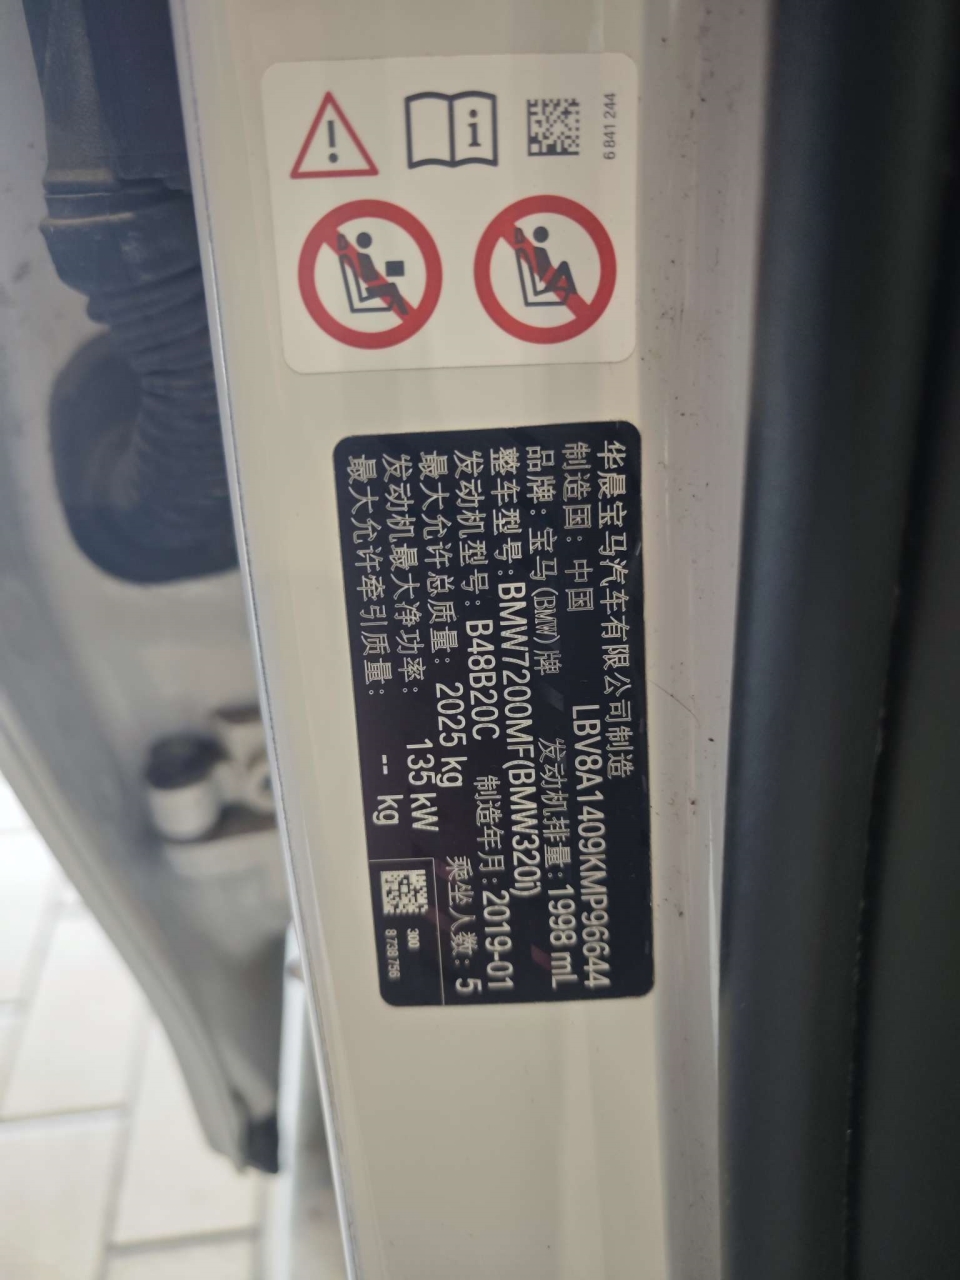 6 841 244
华晨宝马汽车有限公司制造
制造国：中国 LBV8A1409KMP96644
品牌：宝马(BMW)牌 发动机排量：1998 mL
整车型号：BMW7200MF(BMW320i)
发动机型号：B48B20C 制造年月：2019-01
最大允许总质量：2025 kg 乘坐人数：5
发动机最大净功率：135 kW
最大允许牵引质量：-- kg
300
8 738 756